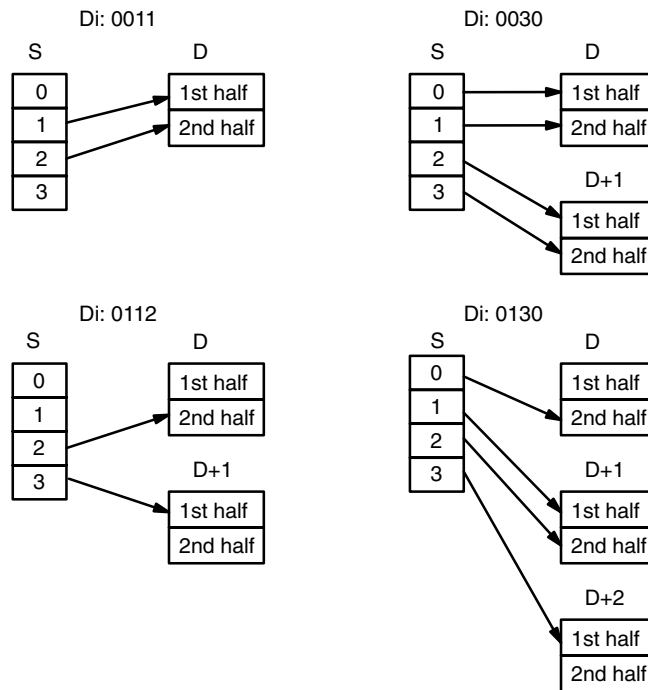 Di: 0011
S D
0
1
2
3
1st half
2nd half
Di: 0030
S D
0
1
2
3
1st half
2nd half
D+1
1st half
2nd half
Di: 0112
S D
0
1
2
3
1st half
2nd half
D+1
1st half
2nd half
Di: 0130
S D
0
1
2
3
1st half
2nd half
D+1
1st half
2nd half
D+2
1st half
2nd half